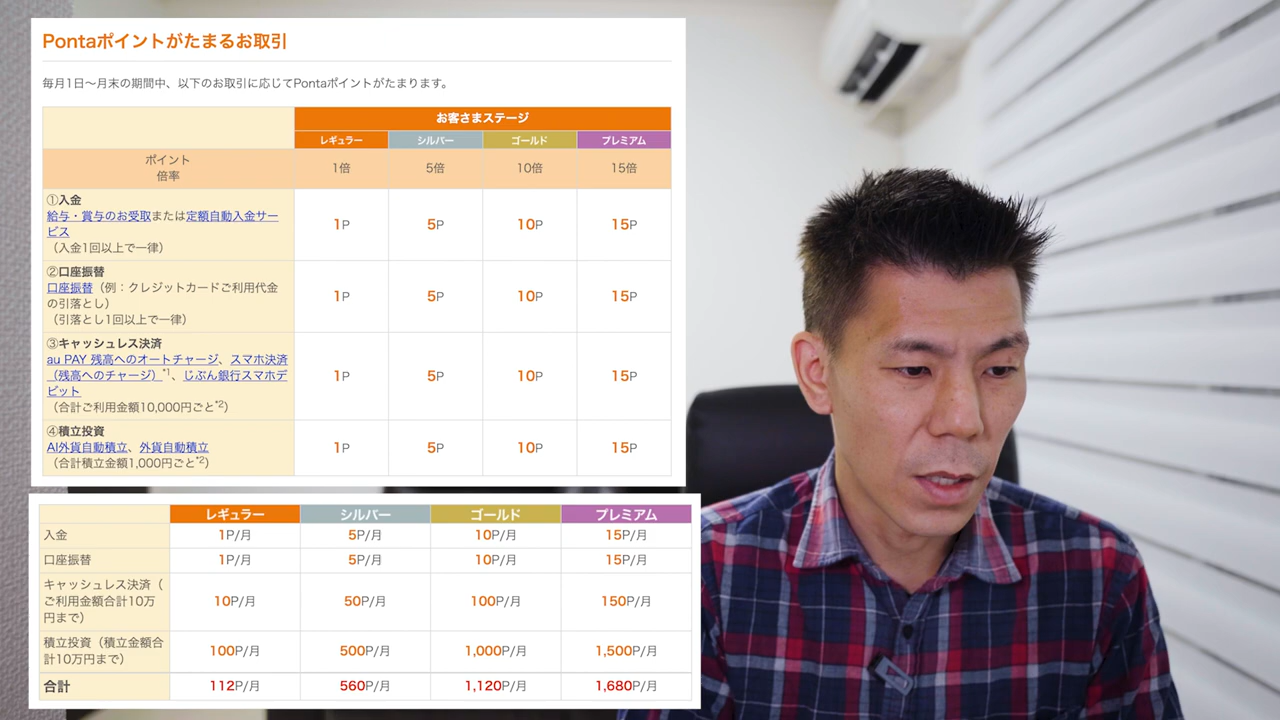 Pontaポイントがたまるお取引
毎月1日〜月末の期間中、以下のお取引に応じてPontaポイントがたまります。
お客さまステージ
レギュラー シルバー ゴールド プレミアム
ポイント
倍率
1倍 5倍 10倍 15倍
①入金
給与・賞与のお受取または定額自動入金サー
ビス
(入金1回以上で一律)
1P 5P 10P 15P
②口座振替
口座振替(例:クレジットカードご利用代金
の引落とし)
(引落とし1回以上で一律)
1P 5P 10P 15P
③キャッシュレス決済
au PAY 残高へのオートチャージ、スマホ決済
(残高へのチャージ)*1、じぶん銀行スマホデ
ビット
(合計ご利用金額10,000円ごと*2)
1P 5P 10P 15P
④積立投資
AI外貨自動積立、外貨自動積立
(合計積立金額1,000円ごと*2)
1P 5P 10P 15P
レギュラー シルバー ゴールド プレミアム
入金 1P/月 5P/月 10P/月 15P/月
口座振替 1P/月 5P/月 10P/月 15P/月
キャッシュレス決済(
ご利用金額合計10万
円まで)
10P/月 50P/月 100P/月 150P/月
積立投資(積立金額合
計10万円まで)
100P/月 500P/月 1,000P/月 1,500P/月
合計 112P/月 560P/月 1,120P/月 1,680P/月